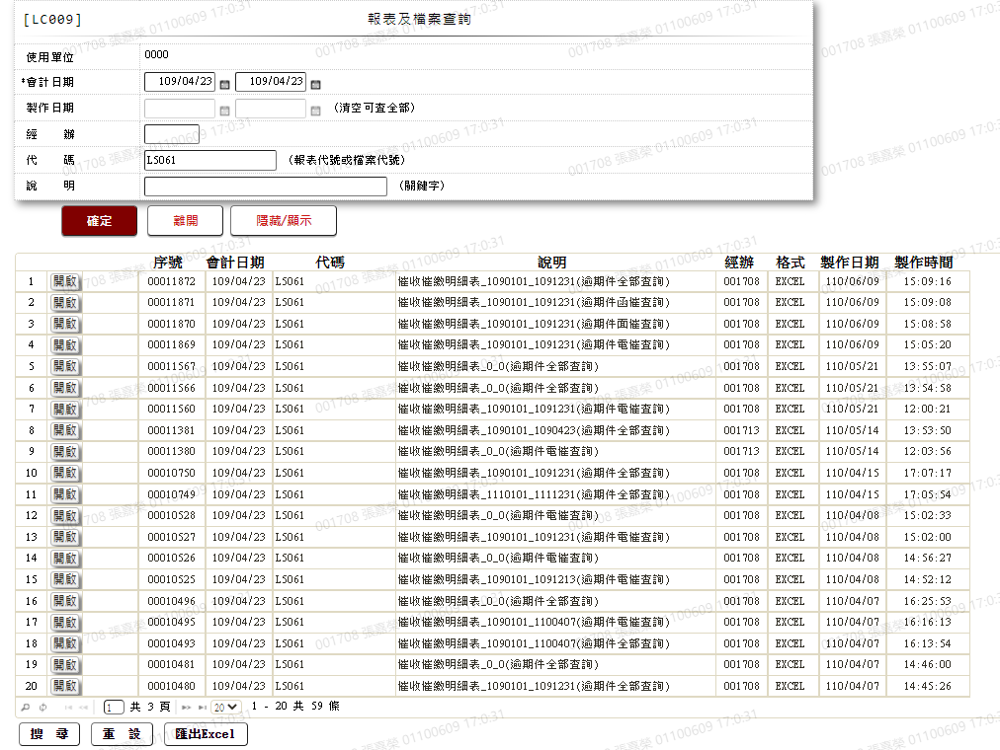 [LC009] 報表及檔案查詢
使用單位 0000
*會計日期 109/04/23 109/04/23
製作日期 (清空可查全部)
經 辦
代 碼 L5061 (報表代號或檔案代號)
說 明 (關鍵字)
確定 離開 隱藏/顯示
序號 會計日期 代碼 說明 經辦 格式 製作日期 製作時間
1 開啟 00011872 109/04/23 L5061 催收催繳明細表_1090101_1091231(逾期件全部查詢) 001708 EXCEL 110/06/09 15:09:16
2 開啟 00011871 109/04/23 L5061 催收催繳明細表_1090101_1091231(逾期件函催查詢) 001708 EXCEL 110/06/09 15:09:08
3 開啟 00011870 109/04/23 L5061 催收催繳明細表_1090101_1091231(逾期件面催查詢) 001708 EXCEL 110/06/09 15:08:58
4 開啟 00011869 109/04/23 L5061 催收催繳明細表_1090101_1091231(逾期件電催查詢) 001708 EXCEL 110/06/09 15:05:20
5 開啟 00011567 109/04/23 L5061 催收催繳明細表_0_0(逾期件全部查詢) 001708 EXCEL 110/05/21 13:55:07
6 開啟 00011566 109/04/23 L5061 催收催繳明細表_0_0(逾期件全部查詢) 001708 EXCEL 110/05/21 13:54:58
7 開啟 00011560 109/04/23 L5061 催收催繳明細表_1090101_1091231(逾期件電催查詢) 001708 EXCEL 110/05/21 12:00:21
8 開啟 00011381 109/04/23 L5061 催收催繳明細表_1090101_1090423(逾期件全部查詢) 001713 EXCEL 110/05/14 13:53:50
9 開啟 00011380 109/04/23 L5061 催收催繳明細表_0_0(逾期件電催查詢) 001713 EXCEL 110/05/14 12:03:56
10 開啟 00010750 109/04/23 L5061 催收催繳明細表_1090101_1091231(逾期件全部查詢) 001708 EXCEL 110/04/15 17:07:17
11 開啟 00010749 109/04/23 L5061 催收催繳明細表_1110101_1111231(逾期件全部查詢) 001708 EXCEL 110/04/15 17:05:54
12 開啟 00010528 109/04/23 L5061 催收催繳明細表_0_0(逾期件電催查詢) 001708 EXCEL 110/04/08 15:02:33
13 開啟 00010527 109/04/23 L5061 催收催繳明細表_1090101_1091231(逾期件電催查詢) 001708 EXCEL 110/04/08 15:02:00
14 開啟 00010526 109/04/23 L5061 催收催繳明細表_0_0(逾期件電催查詢) 001708 EXCEL 110/04/08 14:56:27
15 開啟 00010525 109/04/23 L5061 催收催繳明細表_1090101_1091213(逾期件電催查詢) 001708 EXCEL 110/04/08 14:52:12
16 開啟 00010496 109/04/23 L5061 催收催繳明細表_0_0(逾期件全部查詢) 001708 EXCEL 110/04/07 16:25:53
17 開啟 00010495 109/04/23 L5061 催收催繳明細表_1090101_1100407(逾期件電催查詢) 001708 EXCEL 110/04/07 16:16:13
18 開啟 00010493 109/04/23 L5061 催收催繳明細表_1090101_1100407(逾期件電催查詢) 001708 EXCEL 110/04/07 16:13:54
19 開啟 00010481 109/04/23 L5061 催收催繳明細表_0_0(逾期件全部查詢) 001708 EXCEL 110/04/07 14:46:00
20 開啟 00010480 109/04/23 L5061 催收催繳明細表_1090101_1091231(逾期件全部查詢) 001708 EXCEL 110/04/07 14:45:26
1 共 3 頁 20 1 - 20 共 59 條
搜 尋 重 設 匯出Excel
001708 張嘉榮 01100609 17:0:31